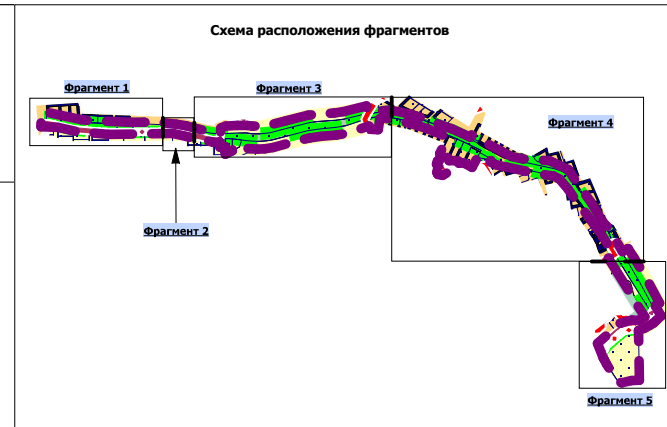 Схема расположения фрагментов
Фрагмент 1
Фрагмент 3
Фрагмент 4
Фрагмент 2
Фрагмент 5